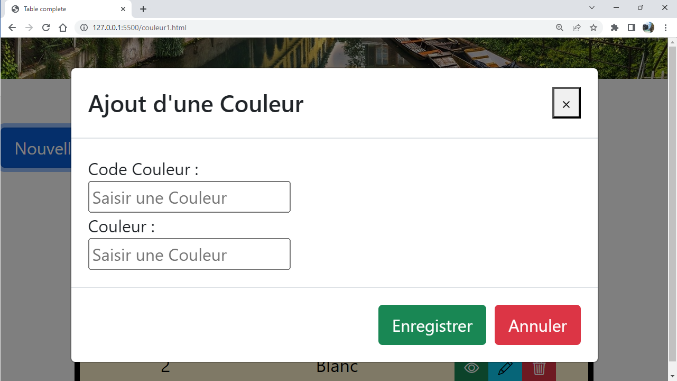 Table complete
127.0.0.1:5500/couleur1.html
Ajout d'une Couleur
×
Nouvell
Code Couleur :
Saisir une Couleur
Couleur :
Saisir une Couleur
Enregistrer Annuler
2 Blanc